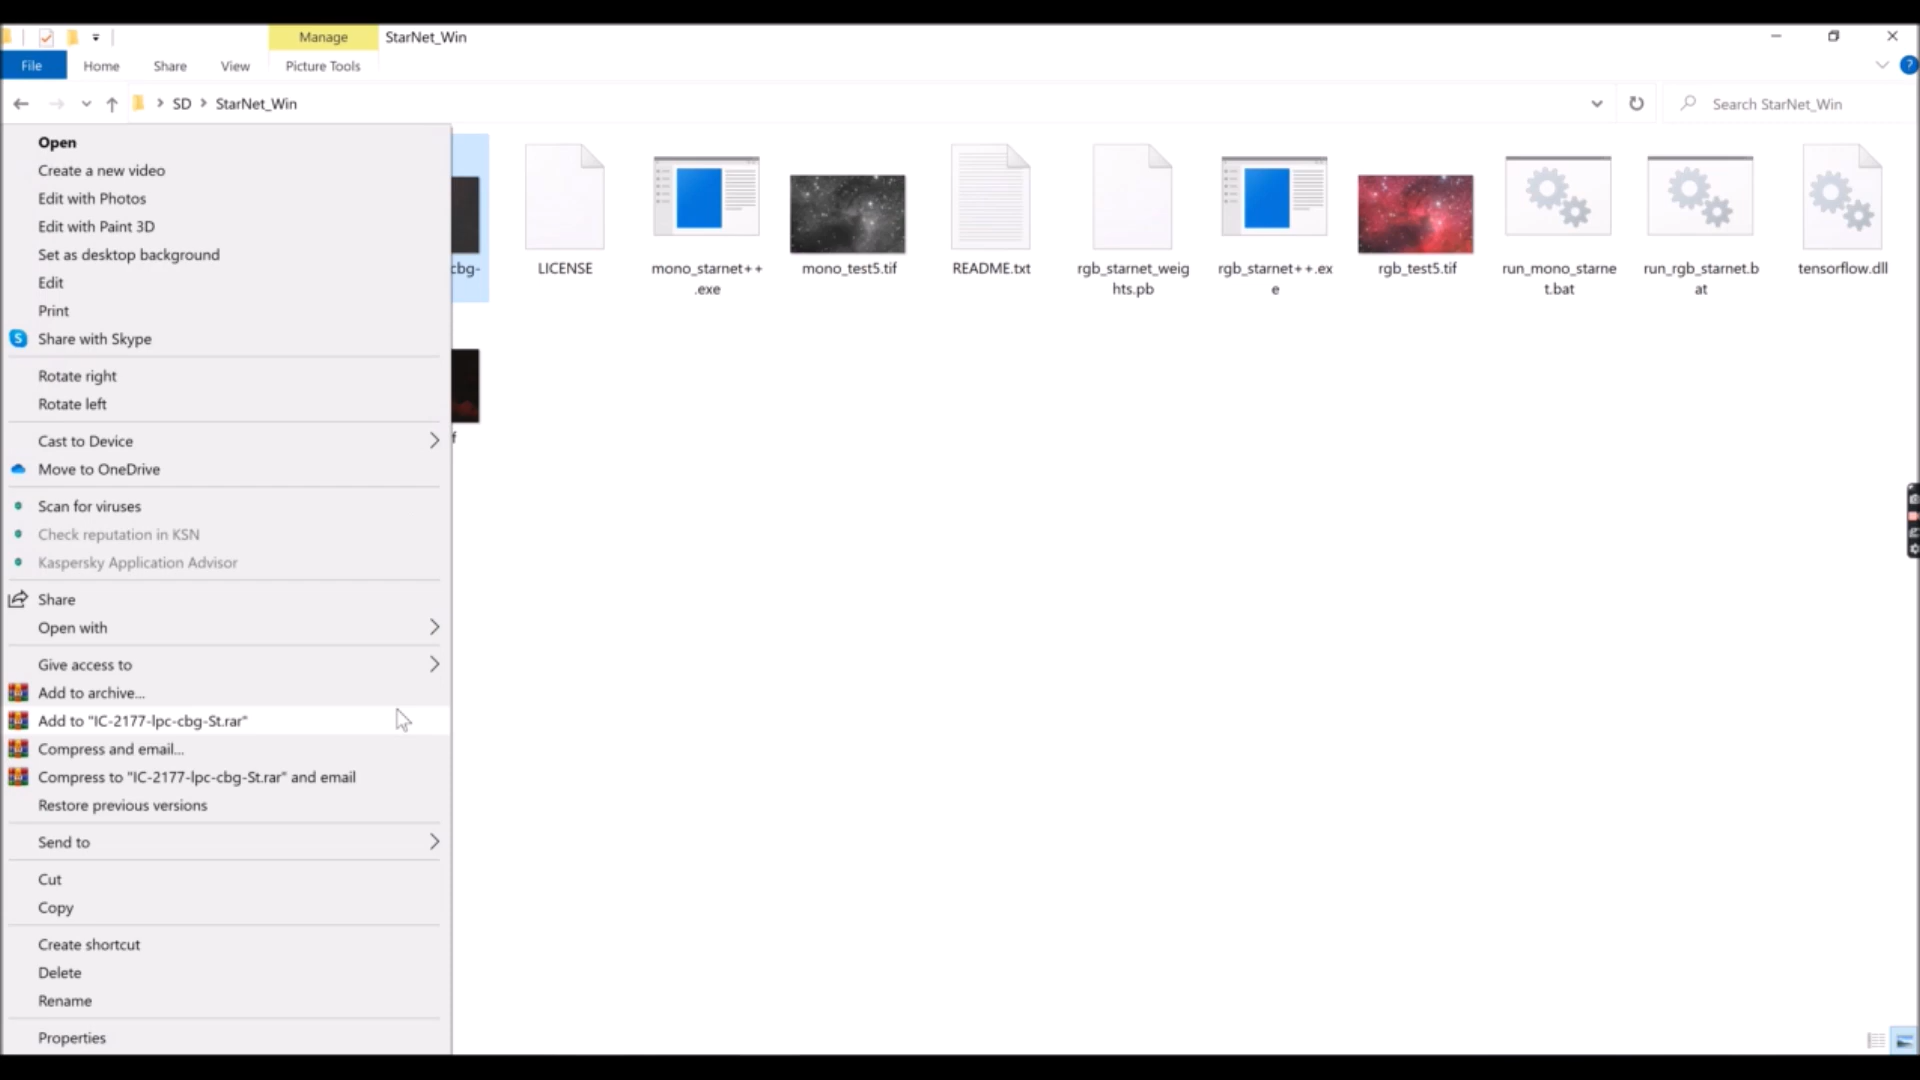 Manage
StarNet_Win
File
Home
Share
View
Picture Tools
SD
StarNet_Win
Search StarNet_Win
?
Open
Create a new video
Edit with Photos
Edit with Paint 3D
Set as desktop background
Edit
Print
Share with Skype
Rotate right
Rotate left
Cast to Device
Move to OneDrive
Scan for viruses
Check reputation in KSN
Kaspersky Application Advisor
Share
Open with
Give access to
Add to archive...
Add to "IC-2177-lpc-cbg-St.rar"
Compress and email...
Compress to "IC-2177-lpc-cbg-St.rar" and email
Restore previous versions
Send to
Cut
Copy
Create shortcut
Delete
Rename
Properties
cbg-
f
LICENSE
mono_starnet++
.exe
mono_test5.tif
README.txt
rgb_starnet_weig
hts.pb
rgb_starnet++.ex
e
rgb_test5.tif
run_mono_starne
t.bat
run_rgb_starnet.b
at
tensorflow.dll